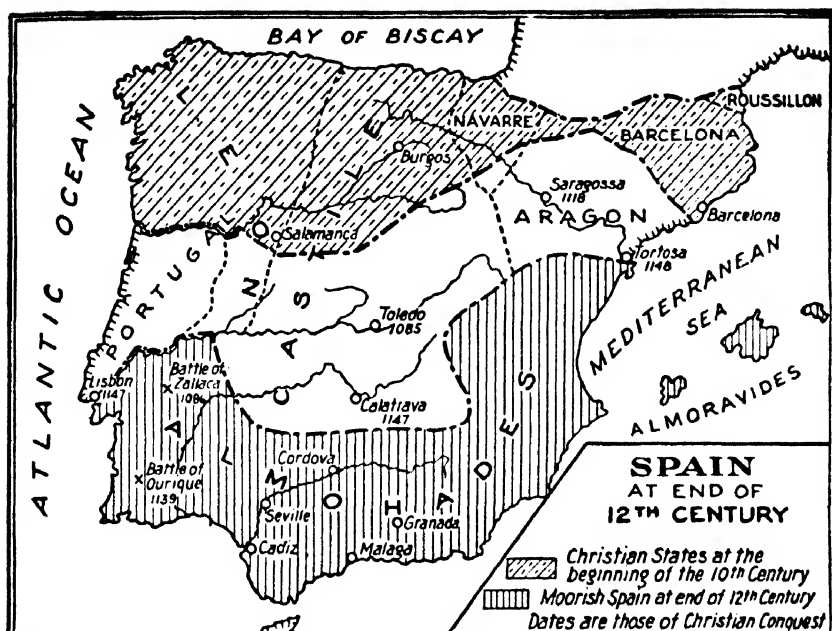 BAY OF BISCAY
ATLANTIC OCEAN
LEON
CASTILE
NAVARRE
ROUSSILLON
BARCELONA
Burgos
Saragossa
1118
ARAGON
Barcelona
PORTUGAL
Salamanca
Tortosa
1148
MEDITERRANEAN
SEA
Toledo
1085
Lisbon
1147
Battle of
Zallaca
1086
Calatrava
1147
ALMORAVIDES
ALMOHADES
Battle of
Ourique
1139
Cordova
Seville
Granada
Cadiz
Malaga
SPAIN
AT END OF
12TH CENTURY
Christian States at the
beginning of the 10th Century
Moorish Spain at end of 12th Century
Dates are those of Christian Conquest